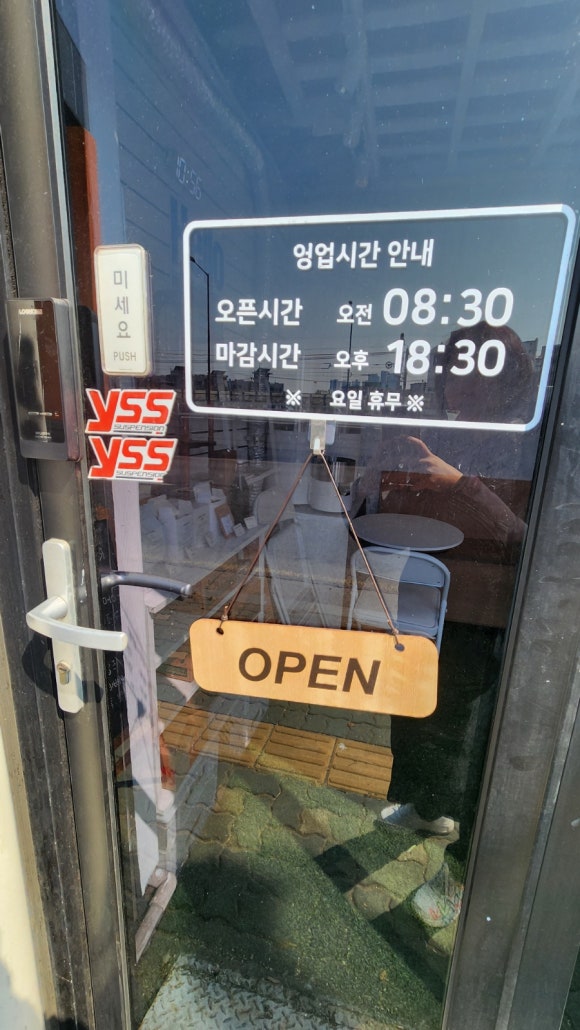 영업시간 안내
오픈시간 오전 08:30
마감시간 오후 18:30
※ 요일 휴무 ※
미세요
PUSH
YSS
SUSPENSION
YSS
SUSPENSION
OPEN